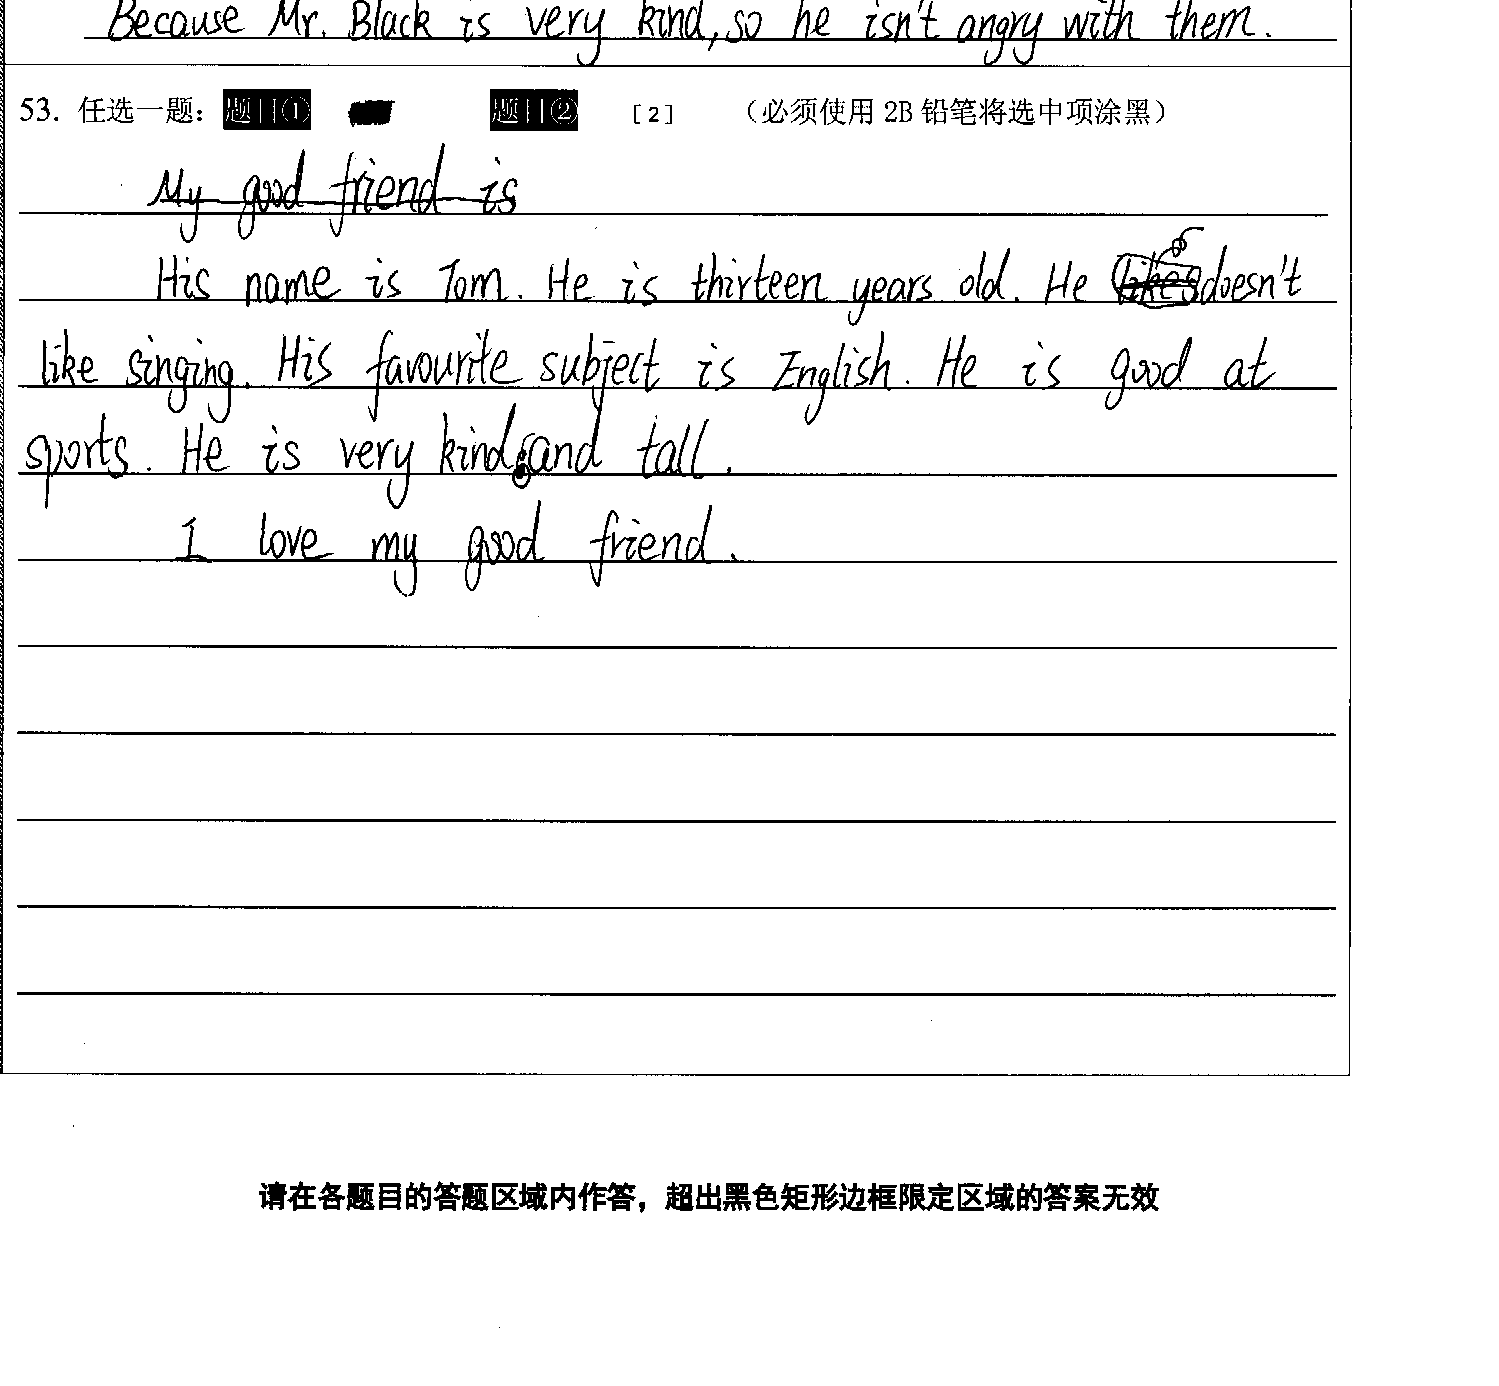 Because Mr. Black is very kind, so he isn't angry with them.
53. 任选一题： 题目① 题目② [2] （必须使用 2B 铅笔将选中项涂黑）
My good friend is
His name is Tom. He is thirteen years old. He likes doesn't
like singing. His favourite subject is English. He is good at
sports. He is very kind and tall.
I love my good friend.
请在各题目的答题区域内作答，超出黑色矩形边框限定区域的答案无效